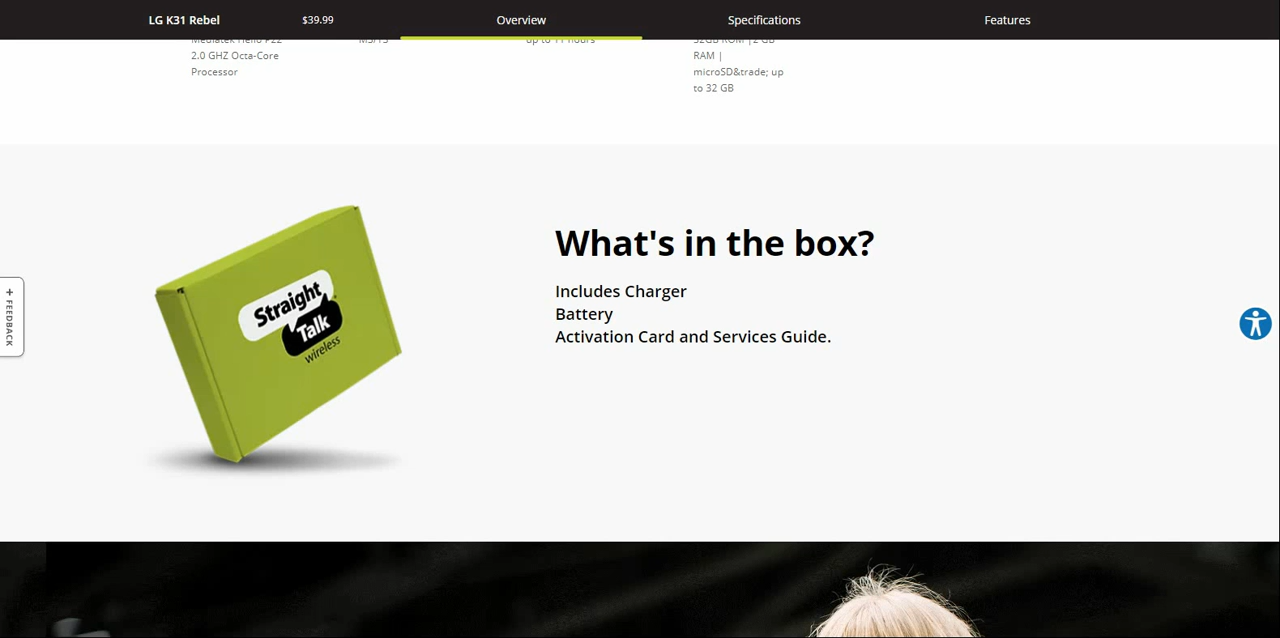 LG K31 Rebel $39.99 Overview Specifications Features
Mediatek Helio P22
2.0 GHZ Octa-Core
Processor
up to 11 hours
32GB ROM | 2 GB
RAM |
microSD&trade; up
to 32 GB
+ FEEDBACK
Straight
Talk
wireless
What's in the box?
Includes Charger
Battery
Activation Card and Services Guide.